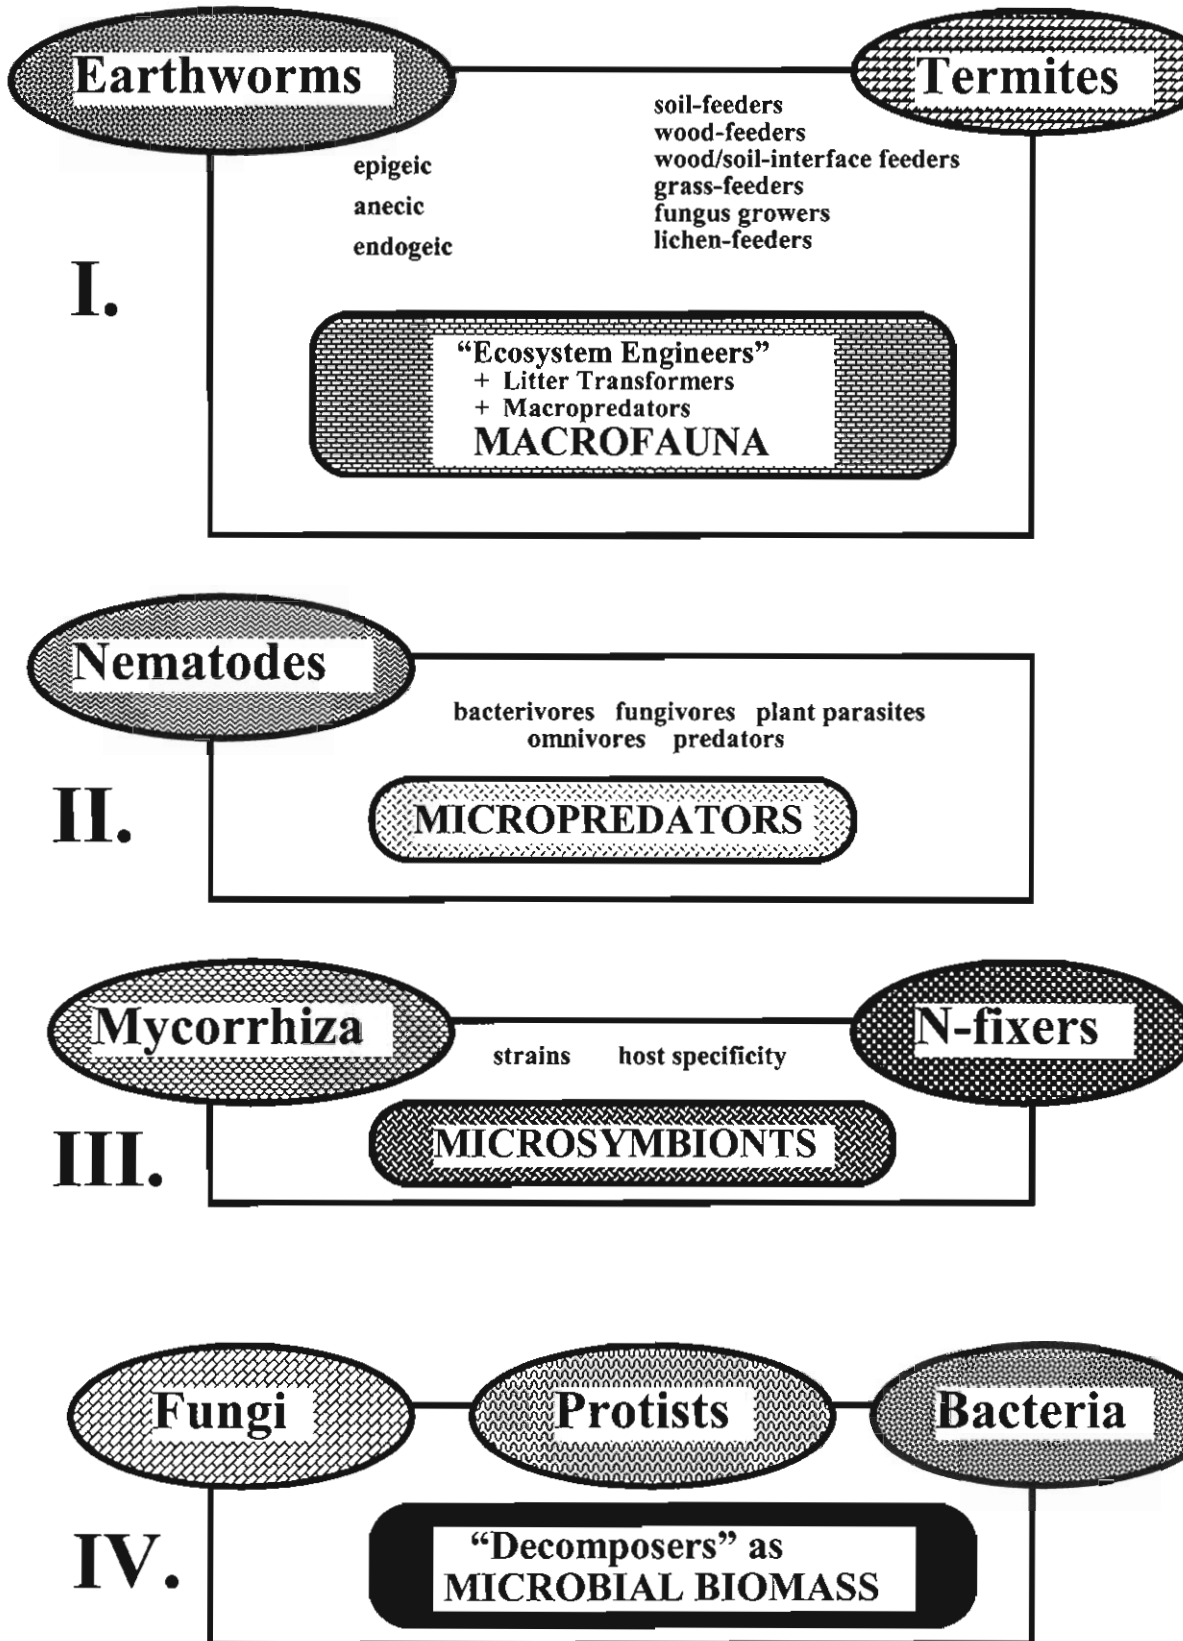 Earthworms
Termites
epigeic
anecic
endogeic
soil-feeders
wood-feeders
wood/soil-interface feeders
grass-feeders
fungus growers
lichen-feeders
I.
“Ecosystem Engineers”
+ Litter Transformers
+ Macropredators
MACROFAUNA
Nematodes
bacterivores fungivores plant parasites
omnivores predators
II.
MICROPREDATORS
Mycorrhiza
N-fixers
strains host specificity
III.
MICROSYMBIONTS
Fungi
Protists
Bacteria
IV.
“Decomposers” as
MICROBIAL BIOMASS